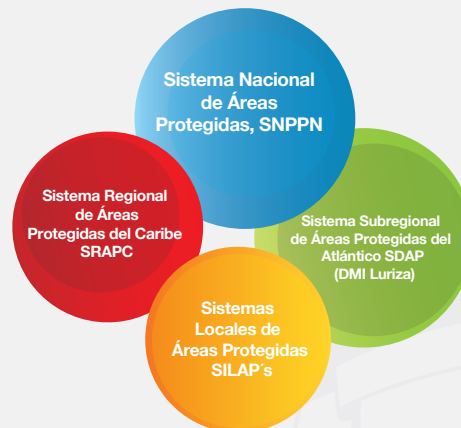 Sistema Nacional
de Áreas
Protegidas, SNPPN
Sistema Regional
de Áreas
Protegidas del Caribe
SRAPC
Sistema Subregional
de Áreas Protegidas del
Atlántico SDAP
(DMI Luriza)
Sistemas
Locales de
Áreas Protegidas
SILAP´s